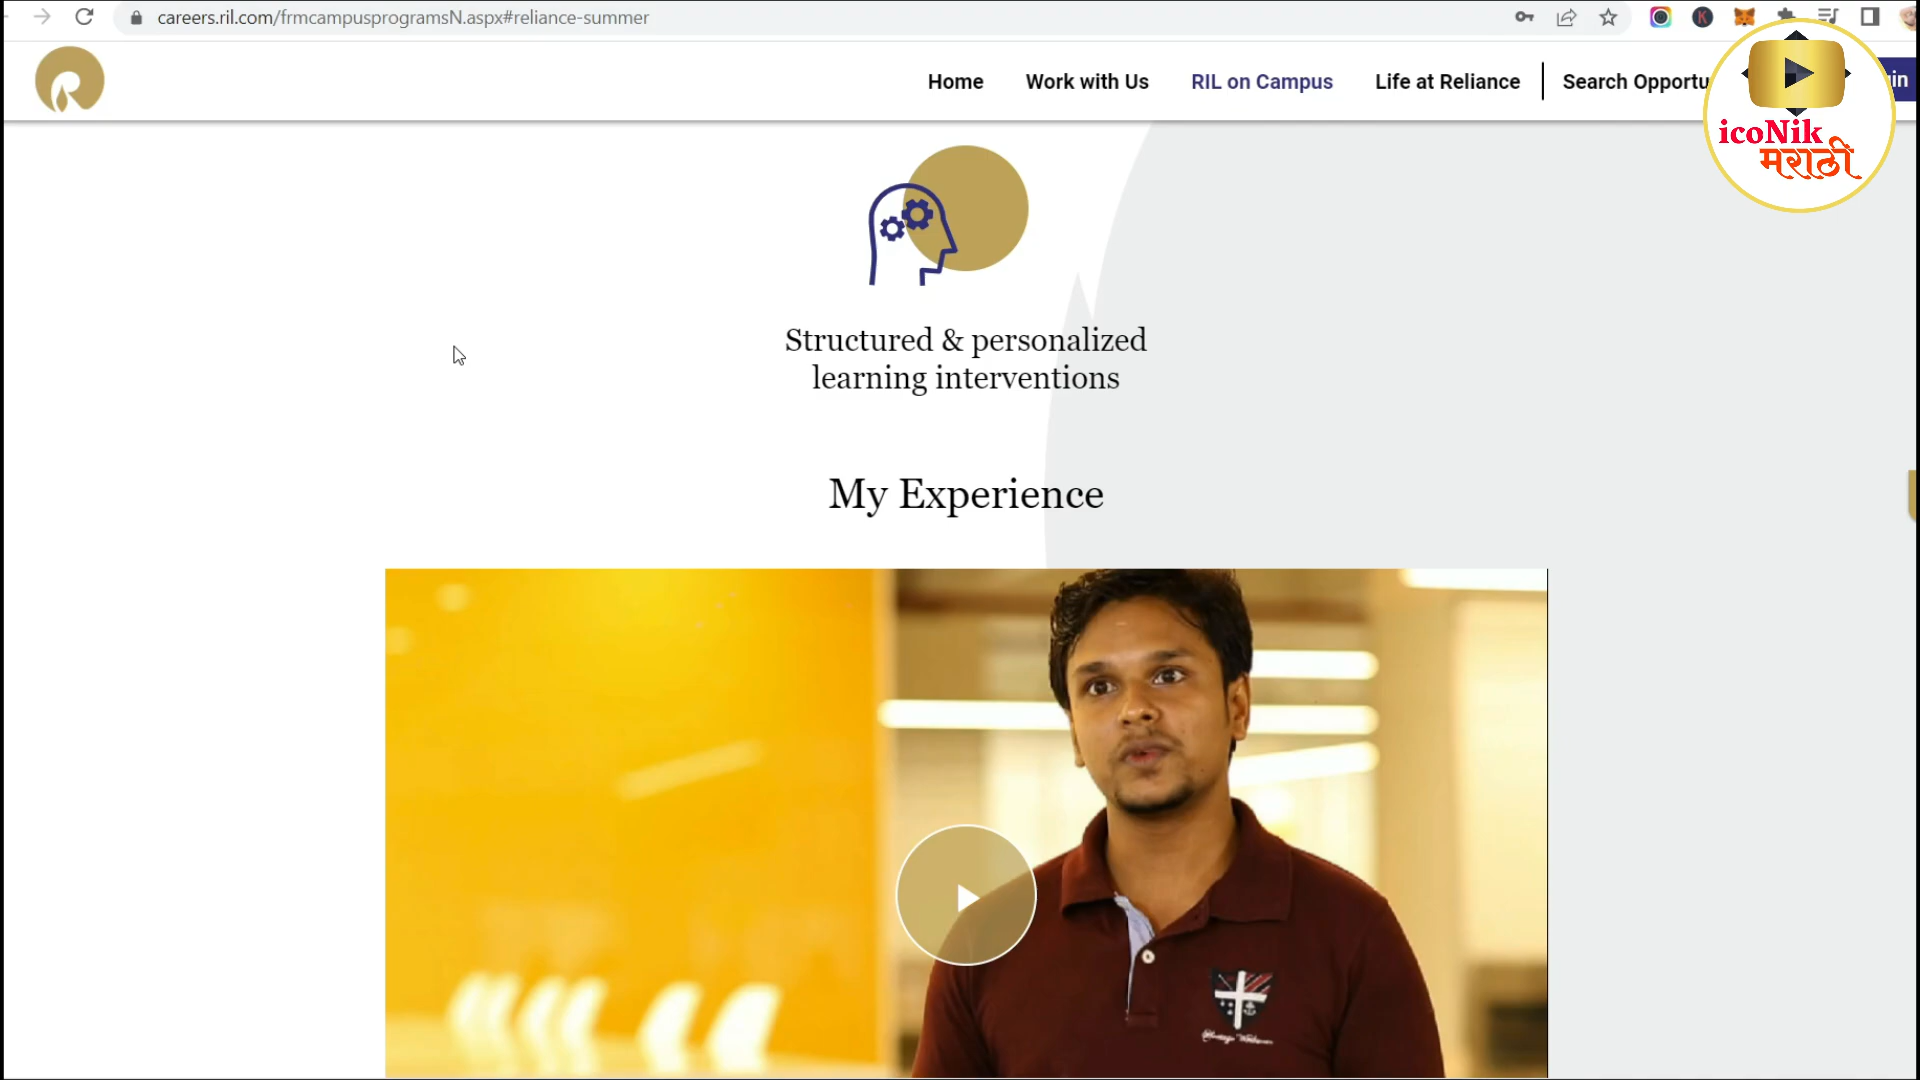 careers.ril.com/frmcampusprogramsN.aspx#reliance-summer
Home
Work with Us
RIL on Campus
Life at Reliance
Search Opportu
in
icoNik
मराठी
Structured & personalized
learning interventions
My Experience